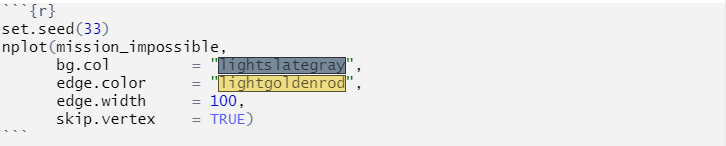 ```{r}
set.seed(33)
nplot(mission_impossible,
      bg.col         = "lightslategray",
      edge.color     = "lightgoldenrod",
      edge.width     = 100,
      skip.vertex    = TRUE)
```